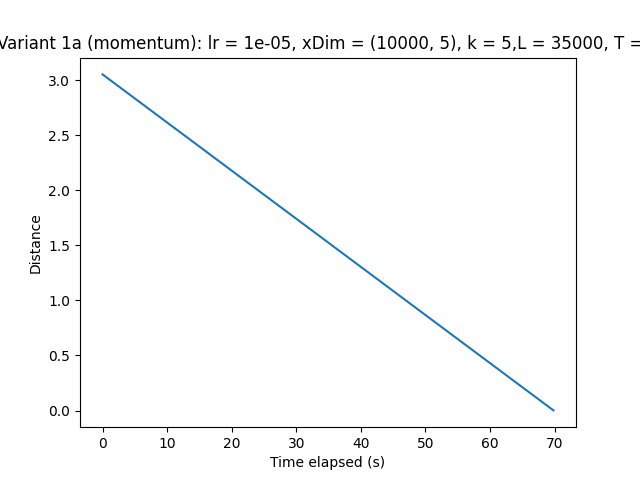 Variant 1a (momentum): lr = 1e-05, xDim = (10000, 5), k = 5,L = 35000, T =
3.0
2.5
2.0
1.5
1.0
0.5
0.0
Distance
0 10 20 30 40 50 60 70
Time elapsed (s)